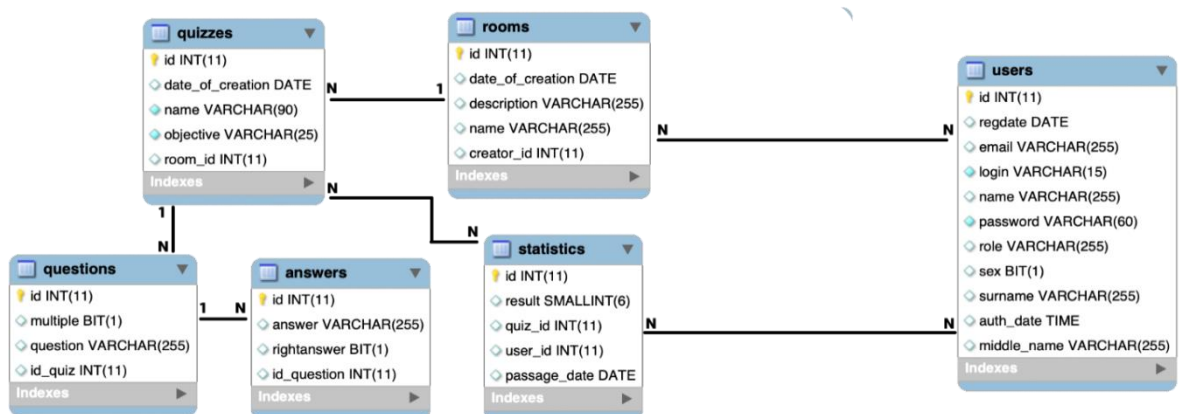 quizzes
id INT(11)
date_of_creation DATE
name VARCHAR(90)
objective VARCHAR(25)
room_id INT(11)
Indexes
N
1
rooms
id INT(11)
date_of_creation DATE
description VARCHAR(255)
name VARCHAR(255)
creator_id INT(11)
Indexes
N
N
users
id INT(11)
regdate DATE
email VARCHAR(255)
login VARCHAR(15)
name VARCHAR(255)
password VARCHAR(60)
role VARCHAR(255)
sex BIT(1)
surname VARCHAR(255)
auth_date TIME
middle_name VARCHAR(255)
Indexes
1
N
N
N
questions
id INT(11)
multiple BIT(1)
question VARCHAR(255)
id_quiz INT(11)
Indexes
1
N
answers
id INT(11)
answer VARCHAR(255)
rightanswer BIT(1)
id_question INT(11)
Indexes
statistics
id INT(11)
result SMALLINT(6)
quiz_id INT(11)
user_id INT(11)
passage_date DATE
Indexes
N
N